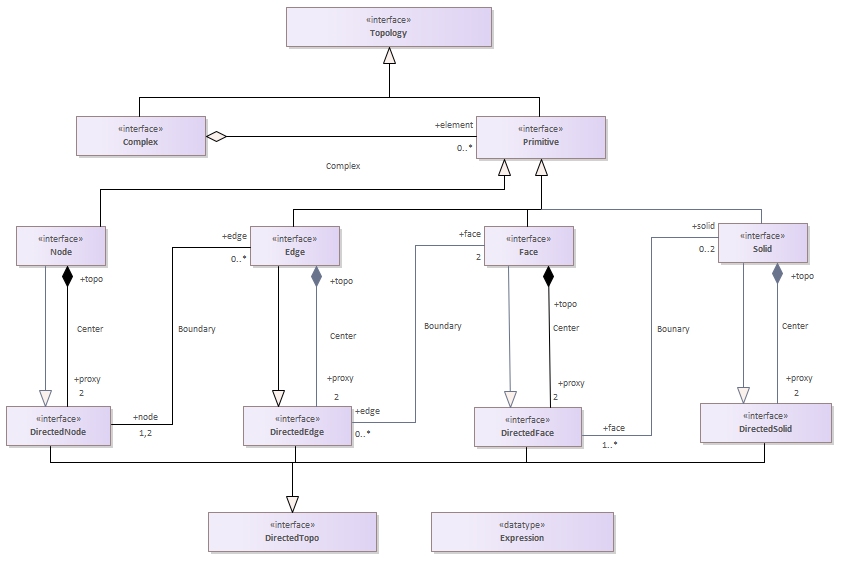 «interface»
Topology
«interface»
Complex
+element
0..*
«interface»
Primitive
Complex
«interface»
Node
+edge
0..*
«interface»
Edge
+face
2
«interface»
Face
+solid
0..2
«interface»
Solid
+topo
+topo
+topo
+topo
Center
Boundary
Center
Boundary
Center
Bounary
Center
+proxy
2
+proxy
2
+proxy
2
+proxy
2
«interface»
DirectedNode
+node
1,2
«interface»
DirectedEdge
+edge
0..*
«interface»
DirectedFace
+face
1..*
«interface»
DirectedSolid
«interface»
DirectedTopo
«datatype»
Expression